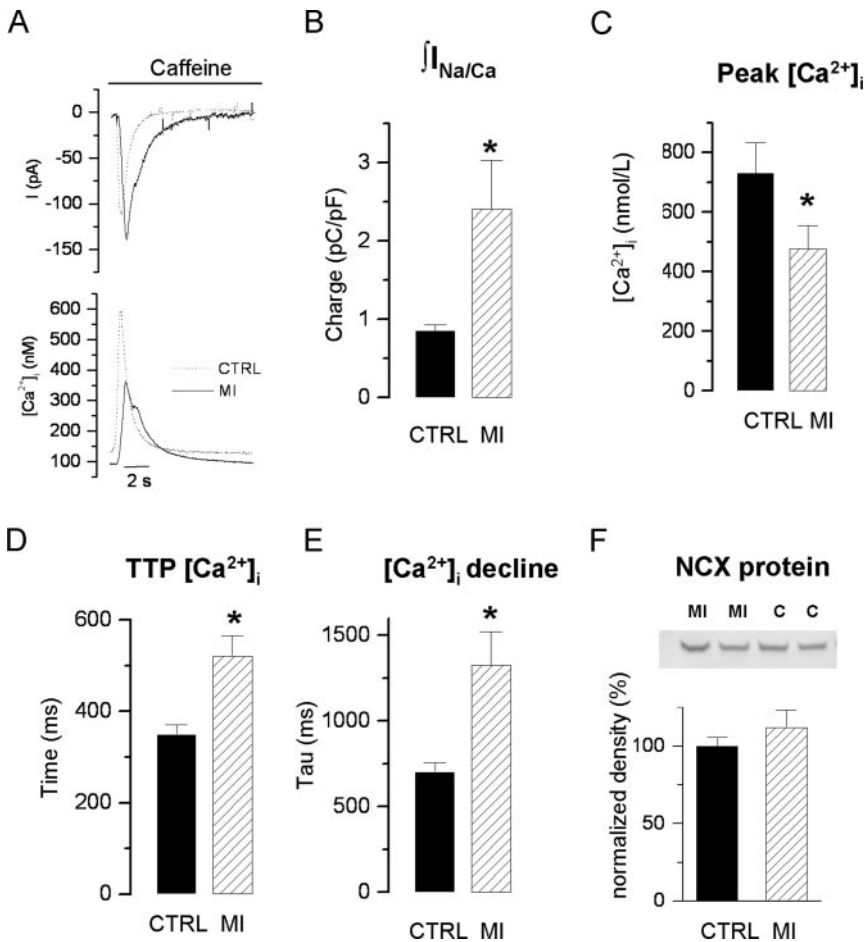 A
Caffeine
0
-50
-100
-150
I (pA)
600
500
400
300
200
100
[Ca²⁺]ᵢ (nM)
CTRL
MI
2 s
B
∫I Na/Ca
4
3
2
1
0
Charge (pC/pF)
*
CTRL MI
C
Peak [Ca²⁺]ᵢ
800
600
400
200
0
[Ca²⁺]ᵢ (nmol/L)
*
CTRL MI
D
TTP [Ca²⁺]ᵢ
600
400
200
0
Time (ms)
*
CTRL MI
E
[Ca²⁺]ᵢ decline
1500
1000
500
0
Tau (ms)
*
CTRL MI
F
NCX protein
MI MI C C
100
50
0
normalized density (%)
CTRL MI